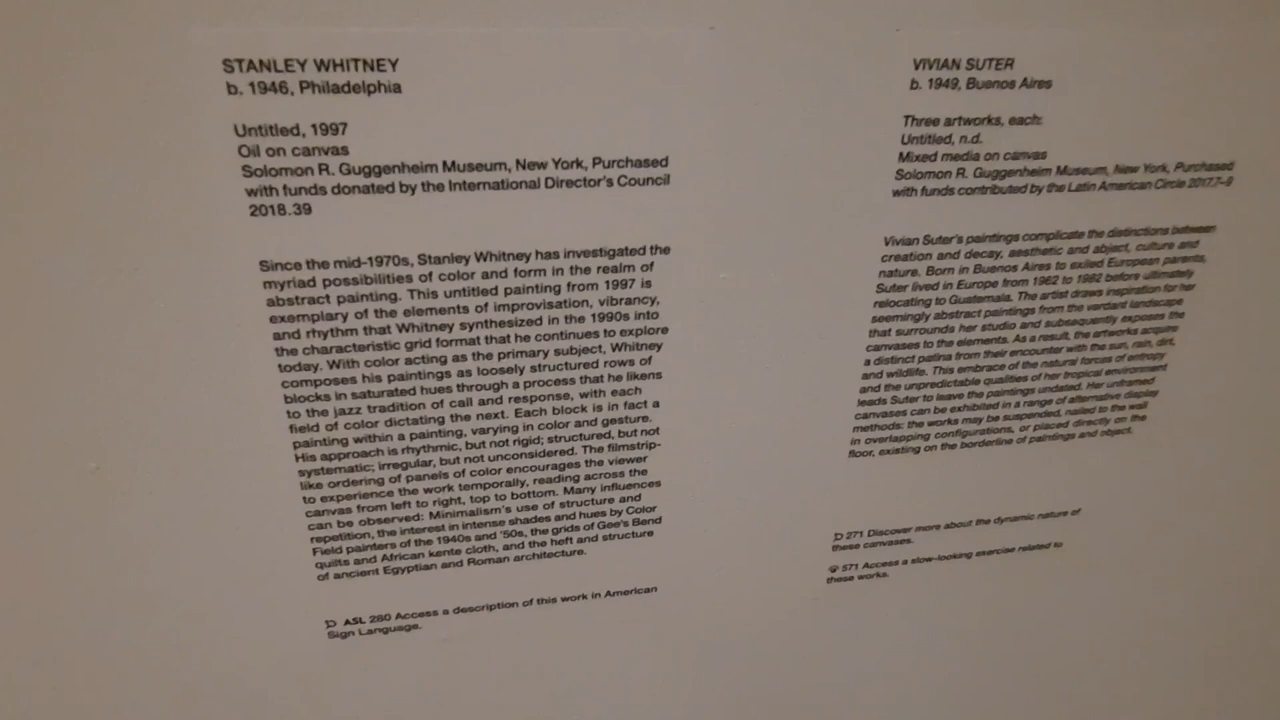 STANLEY WHITNEY
b. 1946, Philadelphia
Untitled, 1997
Oil on canvas
Solomon R. Guggenheim Museum, New York, Purchased
with funds donated by the International Director's Council
2018.39
Since the mid-1970s, Stanley Whitney has investigated the
myriad possibilities of color and form in the realm of
abstract painting. This untitled painting from 1997 is
exemplary of the elements of improvisation, vibrancy,
and rhythm that Whitney synthesized in the 1990s into
the characteristic grid format that he continues to explore
today. With color acting as the primary subject, Whitney
composes his paintings as loosely structured rows of
blocks in saturated hues through a process that he likens
to the jazz tradition of call and response, with each
field of color dictating the next. Each block is in fact a
painting within a painting, varying in color and gesture.
His approach is rhythmic, but not rigid; structured, but not
systematic; irregular, but not unconsidered. The filmstrip-
like ordering of panels of color encourages the viewer
to experience the work temporally, reading across the
canvas from left to right, top to bottom. Many influences
can be observed: Minimalism's use of structure and
repetition, the interest in intense shades and hues by Color
Field painters of the 1940s and '50s, the grids of Gee's Bend
quilts and African kente cloth, and the heft and structure
of ancient Egyptian and Roman architecture.
ASL 280 Access a description of this work in American
Sign Language.
VIVIAN SUTER
b. 1949, Buenos Aires
Three artworks, each:
Untitled, n.d.
Mixed media on canvas
Solomon R. Guggenheim Museum, New York, Purchased
with funds contributed by the Latin American Circle 2017.7–9
Vivian Suter's paintings complicate the distinctions between
creation and decay, aesthetic and abject, culture and
nature. Born in Buenos Aires to exiled European parents,
Suter lived in Europe from 1962 to 1982 before ultimately
relocating to Guatemala. The artist draws inspiration for her
seemingly abstract paintings from the verdant landscape
that surrounds her studio and subsequently exposes the
canvases to the elements. As a result, the artworks acquire
a distinct patina from their encounter with the sun, rain, dirt,
and wildlife. This embrace of the natural forces of entropy
and the unpredictable qualities of her tropical environment
leads Suter to leave the paintings undated. Her unframed
canvases can be exhibited in a range of alternative display
methods: the works may be suspended, nailed to the wall
in overlapping configurations, or placed directly on the
floor, existing on the borderline of paintings and object.
271 Discover more about the dynamic nature of
these canvases.
571 Access a slow-looking exercise related to
these works.